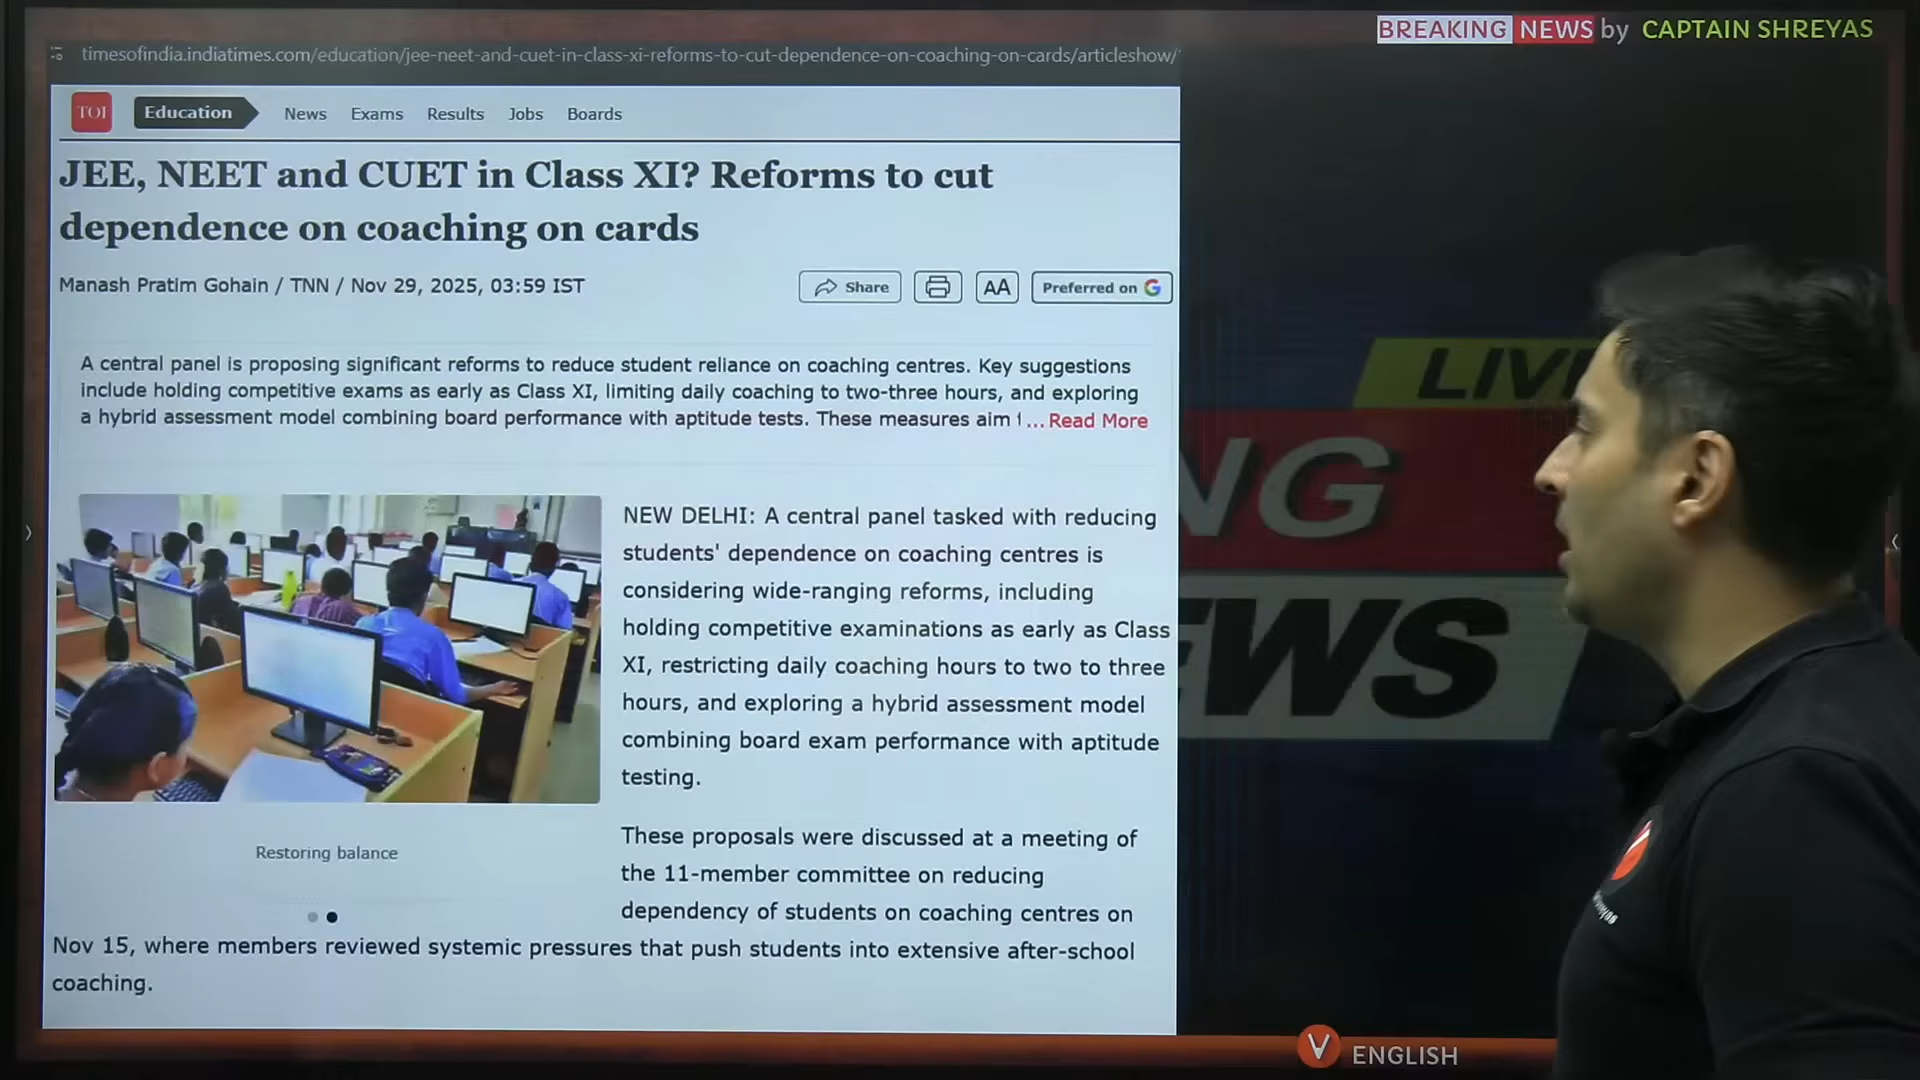 BREAKING NEWS by CAPTAIN SHREYAS
timesofindia.indiatimes.com/education/jee-neet-and-cuet-in-class-xi-reforms-to-cut-dependence-on-coaching-on-cards/articleshow/
TOI
Education
News
Exams
Results
Jobs
Boards
JEE, NEET and CUET in Class XI? Reforms to cut
dependence on coaching on cards
Manash Pratim Gohain / TNN / Nov 29, 2025, 03:59 IST
Share
AA
Preferred on G
A central panel is proposing significant reforms to reduce student reliance on coaching centres. Key suggestions
include holding competitive exams as early as Class XI, limiting daily coaching to two-three hours, and exploring
a hybrid assessment model combining board performance with aptitude tests. These measures aim ... Read More
NEW DELHI: A central panel tasked with reducing
students' dependence on coaching centres is
considering wide-ranging reforms, including
holding competitive examinations as early as Class
XI, restricting daily coaching hours to two to three
hours, and exploring a hybrid assessment model
combining board exam performance with aptitude
testing.
Restoring balance
These proposals were discussed at a meeting of
the 11-member committee on reducing
dependency of students on coaching centres on
Nov 15, where members reviewed systemic pressures that push students into extensive after-school
coaching.
LIV
NG
EWS
V ENGLISH